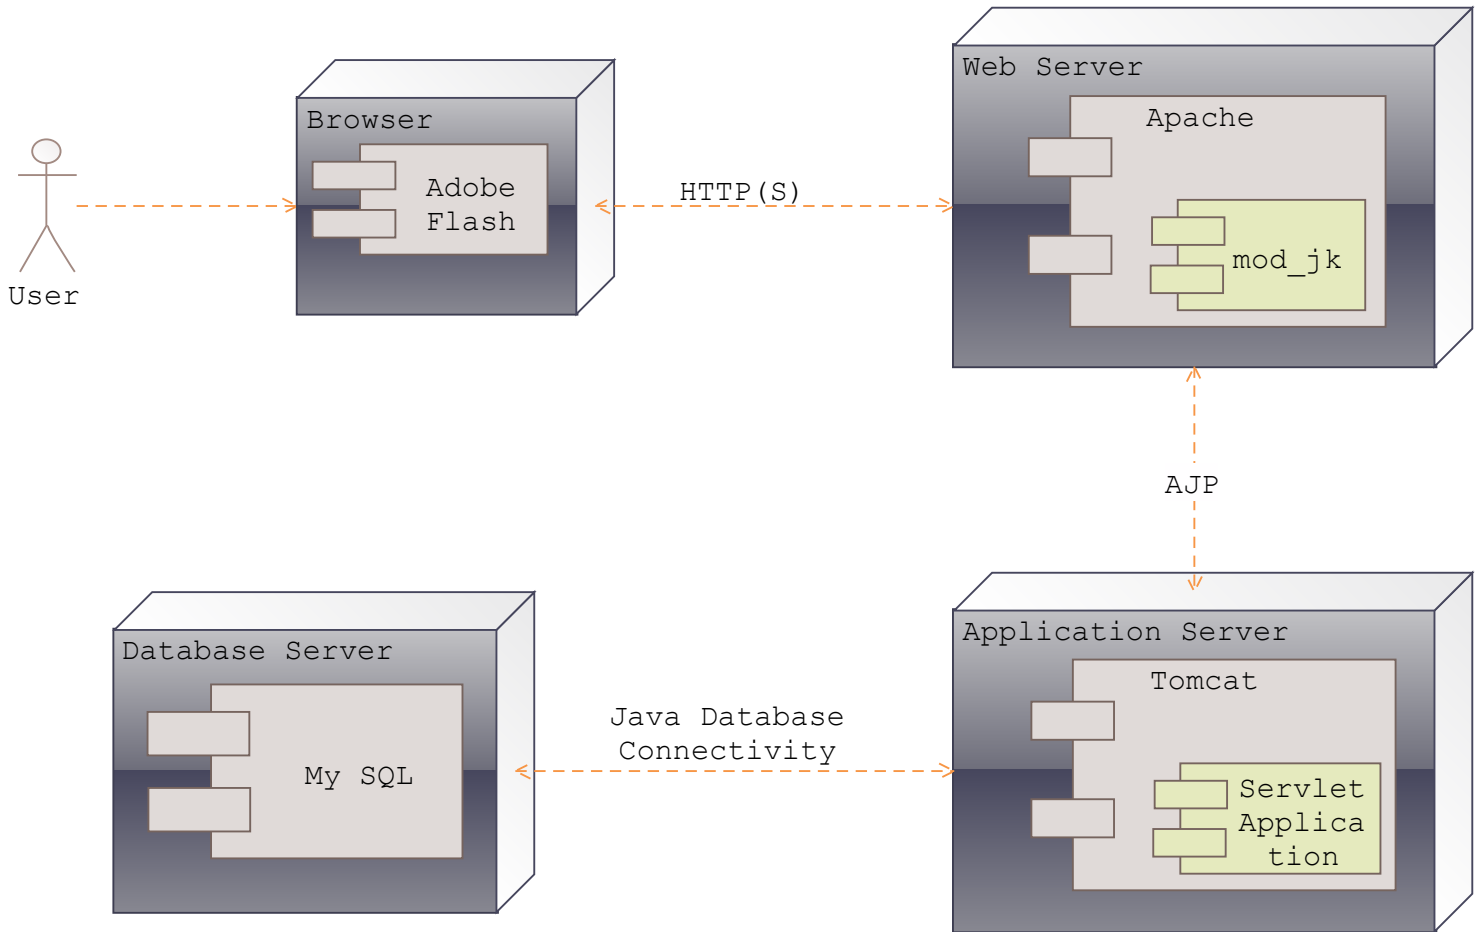 Web Server
Apache
Browser
Adobe
Flash
HTTP(S)
mod_jk
User
AJP
Application Server
Database Server
Tomcat
Java Database
Connectivity
My SQL
Servlet
Applica
tion